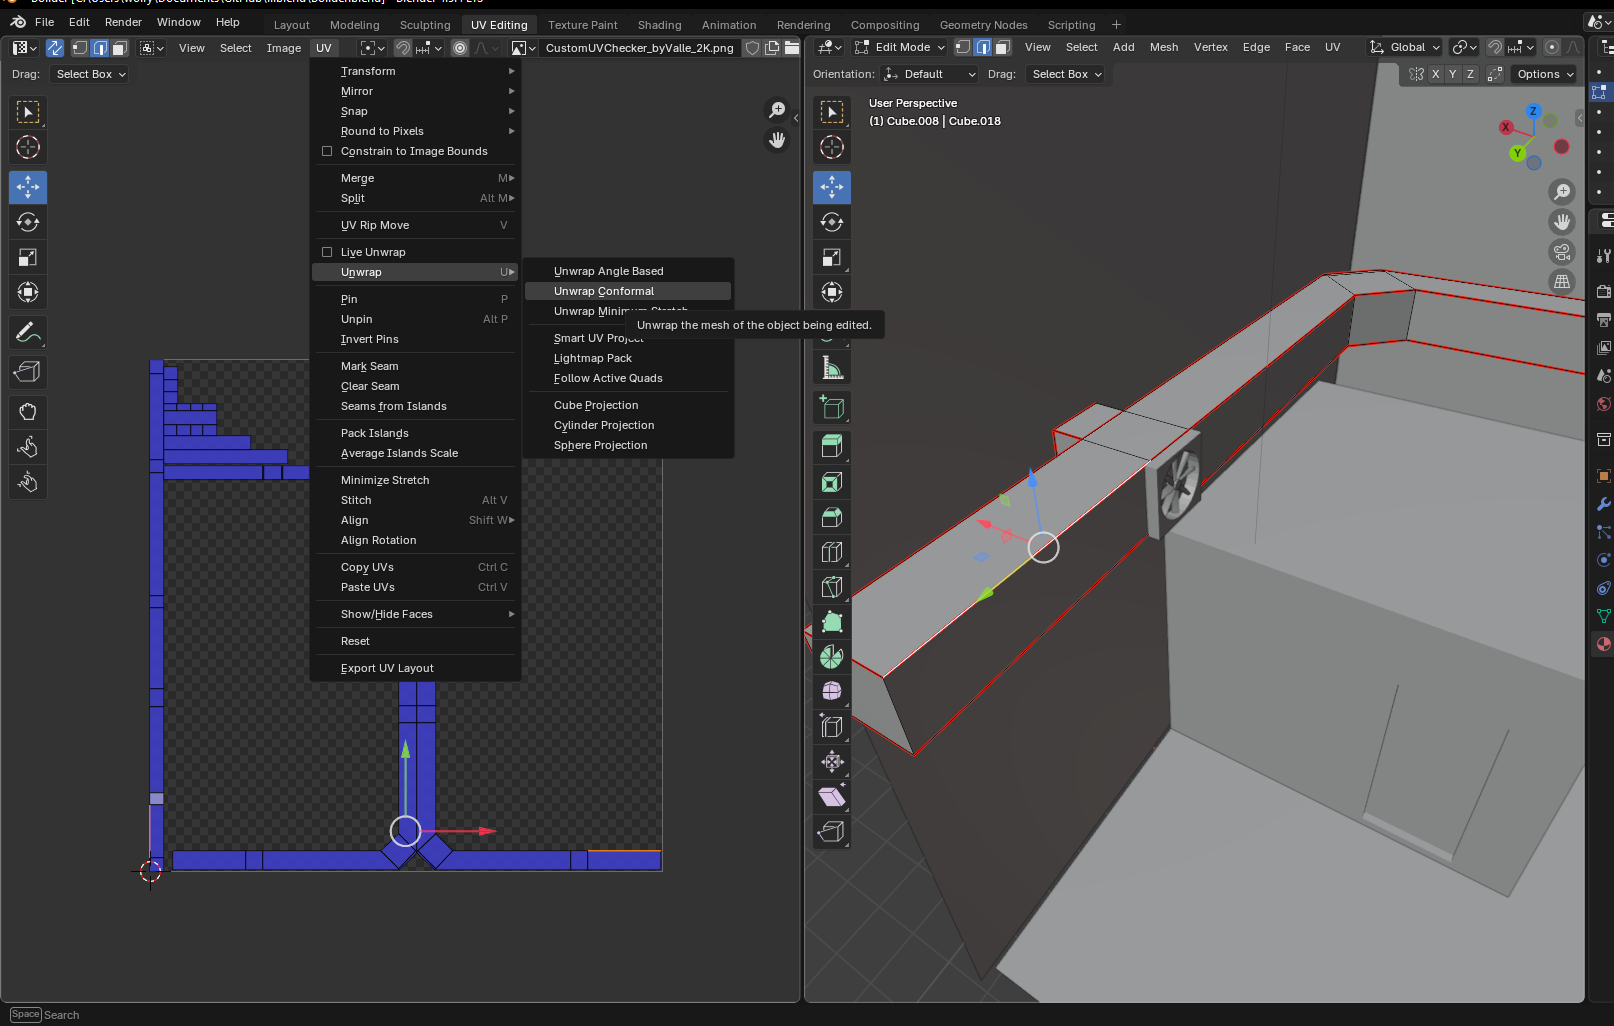 File Edit Render Window Help
Layout Modeling Sculpting UV Editing Texture Paint Shading Animation Rendering Compositing Geometry Nodes Scripting +
View Select Image UV CustomUVChecker_byValle_2K.png
Edit Mode View Select Add Mesh Vertex Edge Face UV Global
Drag: Select Box
Orientation: Default Drag: Select Box X Y Z Options
User Perspective
(1) Cube.008 | Cube.018
Z
X
Y
Transform
Mirror
Snap
Round to Pixels
Constrain to Image Bounds
Merge M
Split Alt M
UV Rip Move V
Live Unwrap
Unwrap U
Pin P
Unpin Alt P
Invert Pins
Mark Seam
Clear Seam
Seams from Islands
Pack Islands
Average Islands Scale
Minimize Stretch
Stitch Alt V
Align Shift W
Align Rotation
Copy UVs Ctrl C
Paste UVs Ctrl V
Show/Hide Faces
Reset
Export UV Layout
Unwrap Angle Based
Unwrap Conformal
Unwrap Minimum Stretch
Unwrap the mesh of the object being edited.
Smart UV Project
Lightmap Pack
Follow Active Quads
Cube Projection
Cylinder Projection
Sphere Projection
Space Search